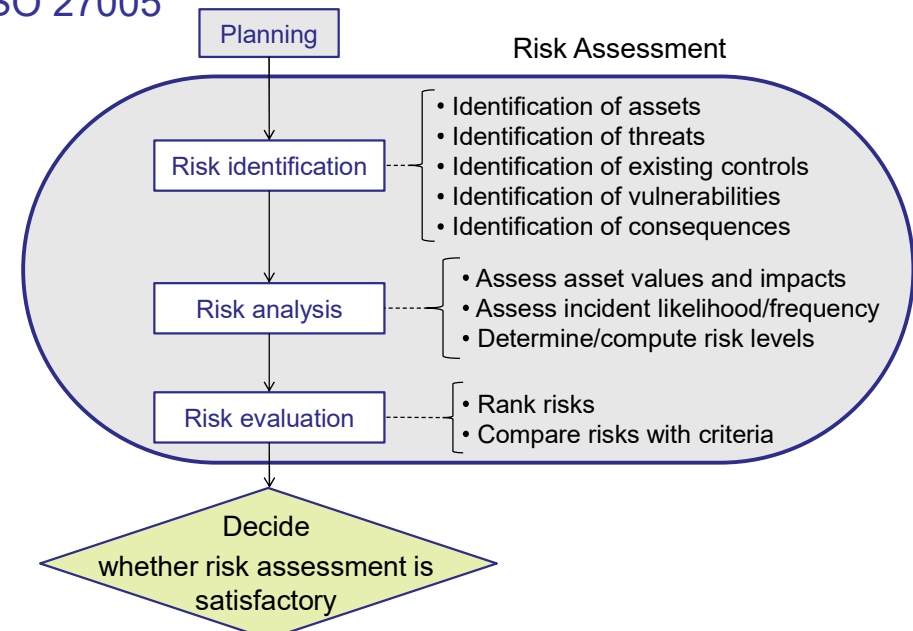 SO 27005
Planning
Risk Assessment
Risk identification
• Identification of assets
• Identification of threats
• Identification of existing controls
• Identification of vulnerabilities
• Identification of consequences
Risk analysis
• Assess asset values and impacts
• Assess incident likelihood/frequency
• Determine/compute risk levels
Risk evaluation
• Rank risks
• Compare risks with criteria
Decide
whether risk assessment is
satisfactory